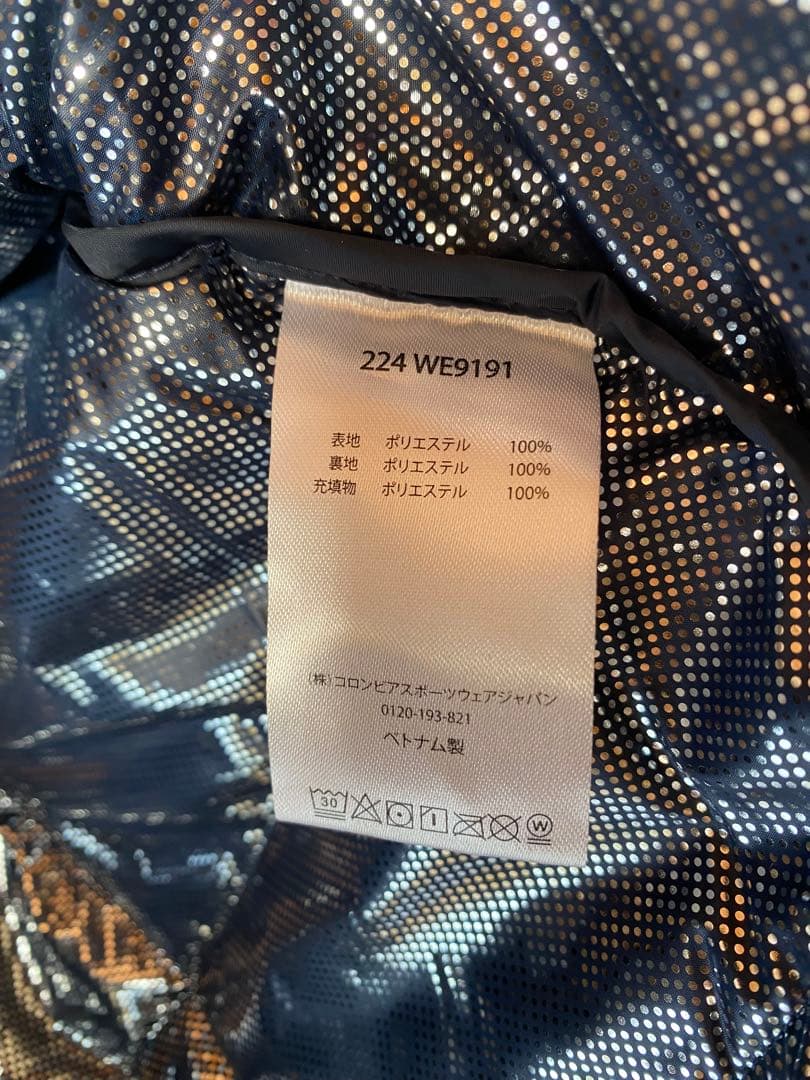 224 WE9191
表地 ポリエステル 100%
裏地 ポリエステル 100%
充填物 ポリエステル 100%
(株)コロンビアスポーツウェアジャパン
0120-193-821
ベトナム製
30 W